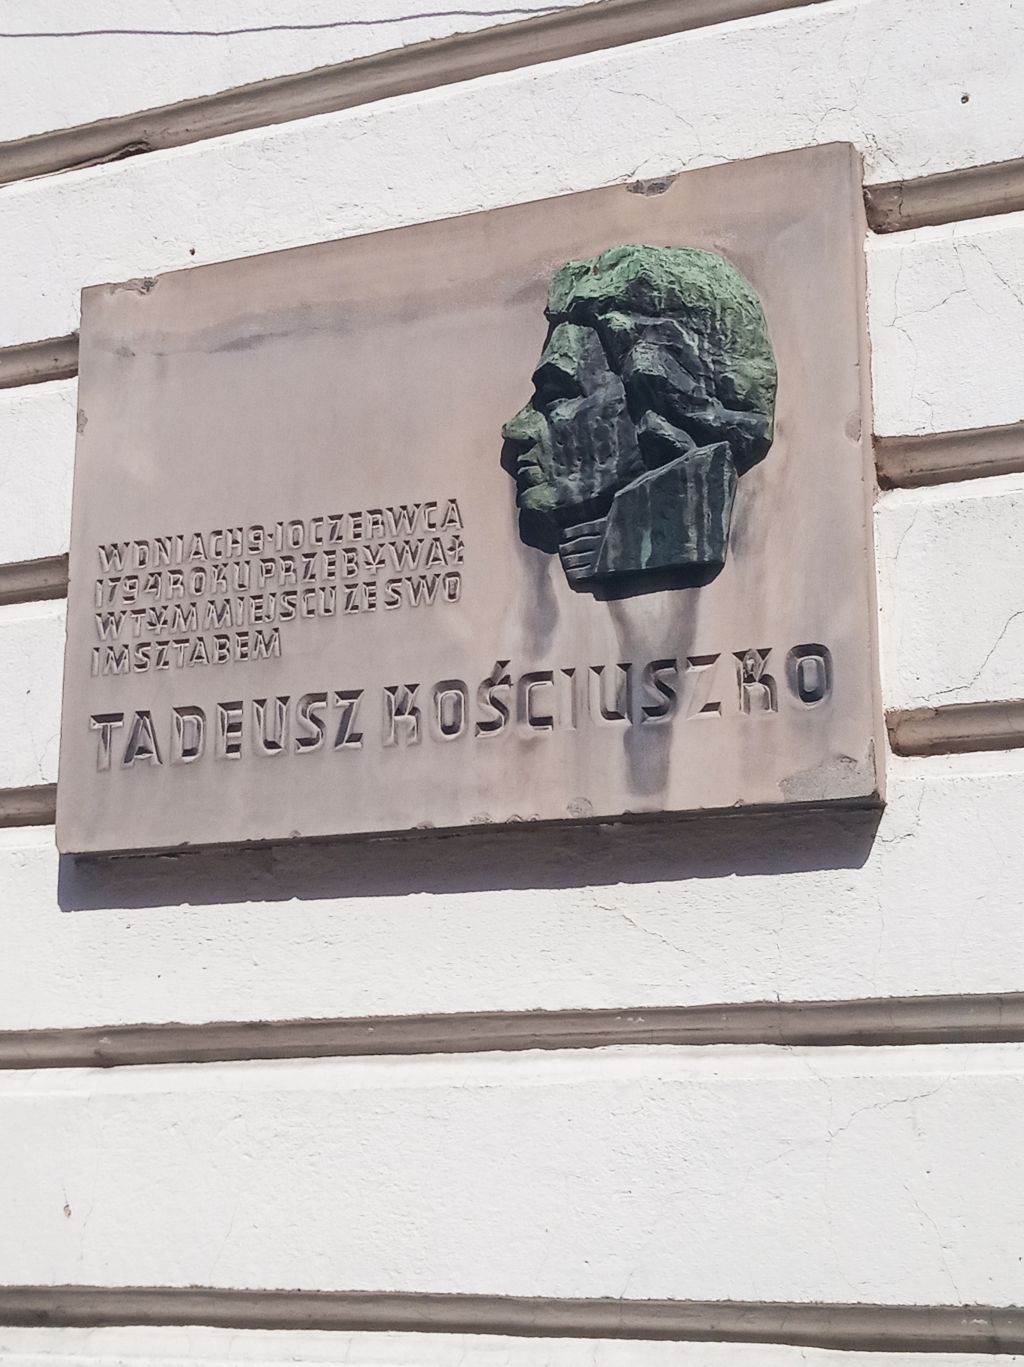 W DNIACH 9·10 CZERWCA
1794 ROKU PRZEBYWAŁ
W TYM MIEJSCU ZE SWO
IM SZTABEM
TADEUSZ KOŚCIUSZKO